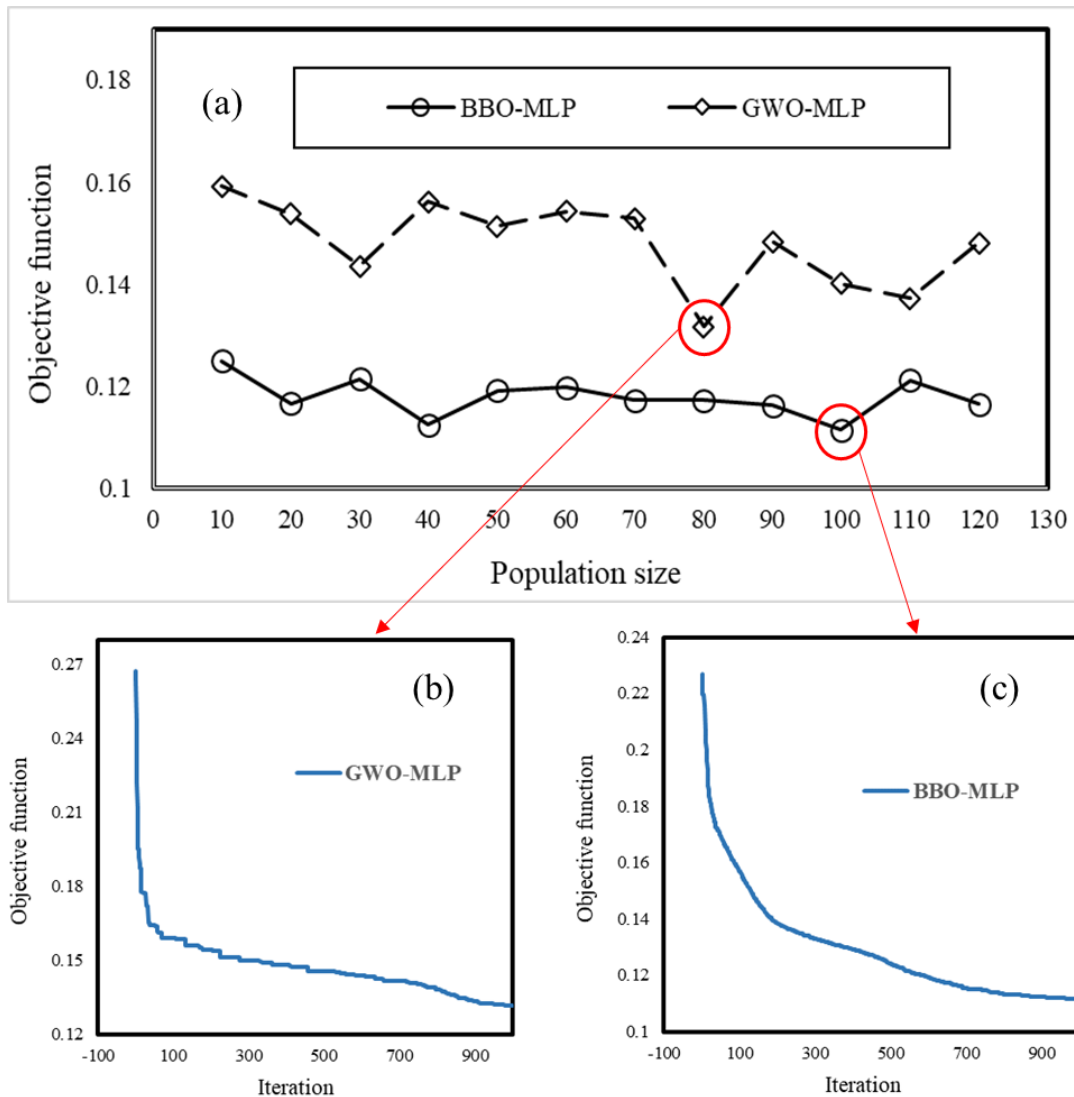 (a)
BBO-MLP GWO-MLP
Objective function
0.18
0.16
0.14
0.12
0.1
0 10 20 30 40 50 60 70 80 90 100 110 120 130
Population size
(b)
GWO-MLP
Objective function
0.27
0.24
0.21
0.18
0.15
0.12
-100 100 300 500 700 900
Iteration
(c)
BBO-MLP
Objective function
0.24
0.22
0.2
0.18
0.16
0.14
0.12
0.1
-100 100 300 500 700 900
Iteration